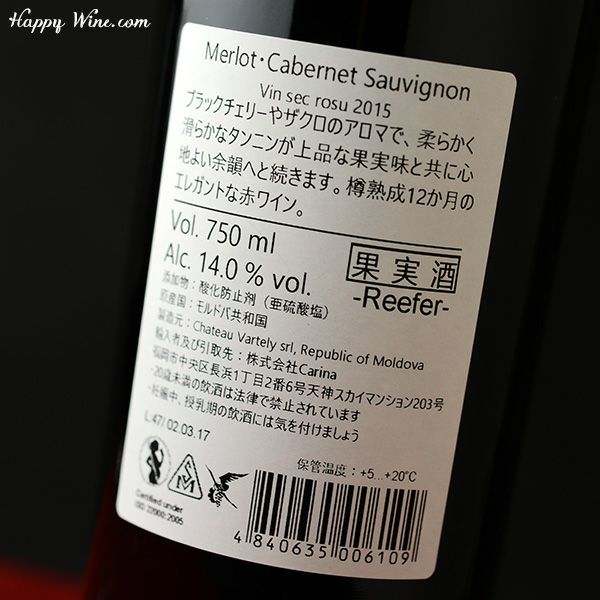 Happy Wine.com
Merlot・Cabernet Sauvignon
Vin sec rosu 2015
ブラックチェリーやザクロのアロマで、柔らかく
滑らかなタンニンが上品な果実味と共に心
地よい余韻へと続きます。樽熟成12か月の
エレガントな赤ワイン。
Vol. 750 ml
Alc. 14.0 % vol.
果実酒
-Reefer-
添加物：酸化防止剤（亜硫酸塩）
原産国：モルドバ共和国
製造元：Chateau Vartely srl, Republic of Moldova
輸入者及び引取先：株式会社Carina
福岡市中央区長浜1丁目2番6号天神スカイマンション203号
-20歳未満の飲酒は法律で禁止されています
-妊娠中、授乳期の飲酒には気を付けましょう
L:47/ 02.03.17
保管温度：+5...+20℃
SM
Certified under
ISO 22000:2005
4 840635 006109